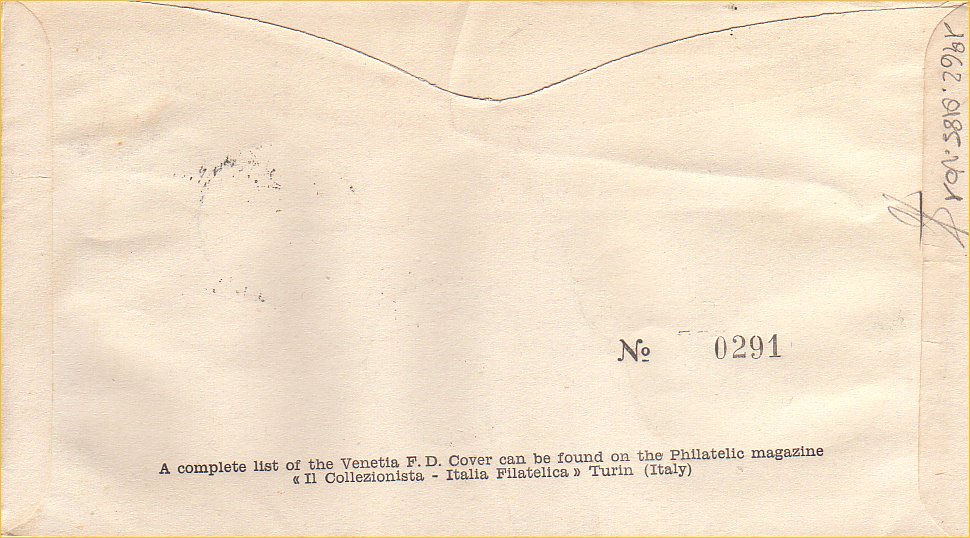 № 0291
A complete list of the Venetia F. D. Cover can be found on the Philatelic magazine
« Il Collezionista - Italia Filatelica » Turin (Italy)